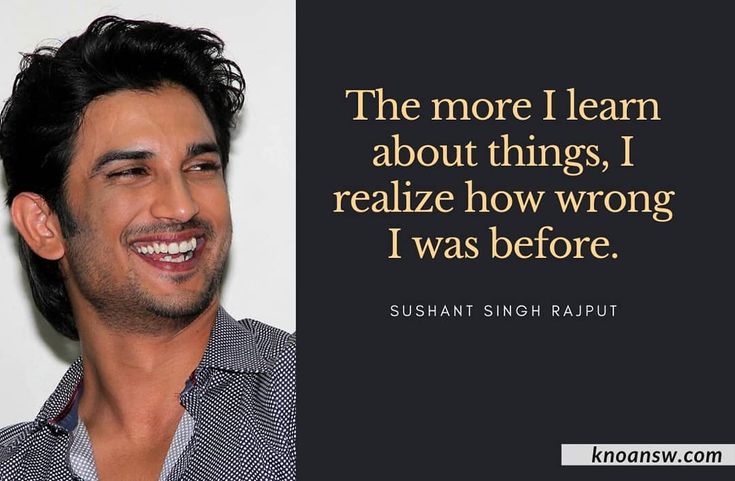 The more I learn
about things, I
realize how wrong
I was before.
SUSHANT SINGH RAJPUT
knoansw.com